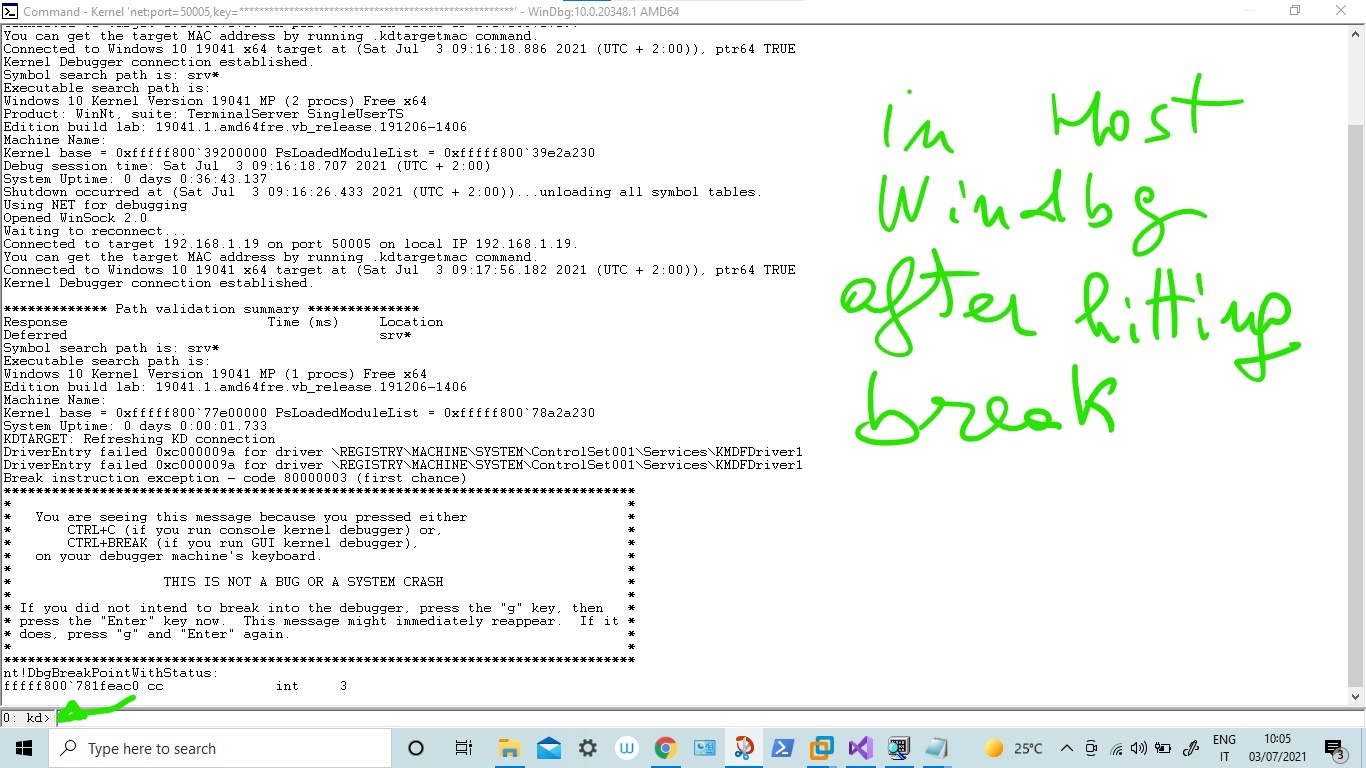 Command - Kernel 'net:port=50005,key=****************************************************' - WinDbg:10.0.20348.1 AMD64
You can get the target MAC address by running .kdtargetmac command.
Connected to Windows 10 19041 x64 target at (Sat Jul  3 09:16:18.886 2021 (UTC + 2:00)), ptr64 TRUE
Kernel Debugger connection established.
Symbol search path is: srv*
Executable search path is:
Windows 10 Kernel Version 19041 MP (2 procs) Free x64
Product: WinNt, suite: TerminalServer SingleUserTS
Edition build lab: 19041.1.amd64fre.vb_release.191206-1406
Machine Name:
Kernel base = 0xfffff800`39200000 PsLoadedModuleList = 0xfffff800`39e2a230
Debug session time: Sat Jul  3 09:16:18.707 2021 (UTC + 2:00)
System Uptime: 0 days 0:36:43.137
Shutdown occurred at (Sat Jul  3 09:16:26.433 2021 (UTC + 2:00))...unloading all symbol tables.
Using NET for debugging
Opened WinSock 2.0
Waiting to reconnect...
Connected to target 192.168.1.19 on port 50005 on local IP 192.168.1.19.
You can get the target MAC address by running .kdtargetmac command.
Connected to Windows 10 19041 x64 target at (Sat Jul  3 09:17:56.182 2021 (UTC + 2:00)), ptr64 TRUE
Kernel Debugger connection established.
************* Path validation summary **************
Response                         Time (ms)     Location
Deferred                                       srv*
Symbol search path is: srv*
Executable search path is:
Windows 10 Kernel Version 19041 MP (1 procs) Free x64
Edition build lab: 19041.1.amd64fre.vb_release.191206-1406
Machine Name:
Kernel base = 0xfffff800`77e00000 PsLoadedModuleList = 0xfffff800`78a2a230
System Uptime: 0 days 0:00:01.733
KDTARGET: Refreshing KD connection
DriverEntry failed 0xc000009a for driver \REGISTRY\MACHINE\SYSTEM\ControlSet001\Services\KMDFDriver1
DriverEntry failed 0xc000009a for driver \REGISTRY\MACHINE\SYSTEM\ControlSet001\Services\KMDFDriver1
Break instruction exception - code 80000003 (first chance)
*******************************************************************************
*                                                                             *
*   You are seeing this message because you pressed either                    *
*       CTRL+C (if you run console kernel debugger) or,                       *
*       CTRL+BREAK (if you run GUI kernel debugger),                          *
*   on your debugger machine's keyboard.                                      *
*                                                                             *
*                   THIS IS NOT A BUG OR A SYSTEM CRASH                       *
*                                                                             *
* If you did not intend to break into the debugger, press the "g" key, then   *
* press the "Enter" key now.  This message might immediately reappear.  If it *
* does, press "g" and "Enter" again.                                          *
*                                                                             *
*******************************************************************************
nt!DbgBreakPointWithStatus:
fffff800`781feac0 cc              int     3
0: kd>
in Host
Windbg
after hitting
break
Type here to search
25°C
ENG
IT
10:05
03/07/2021
3